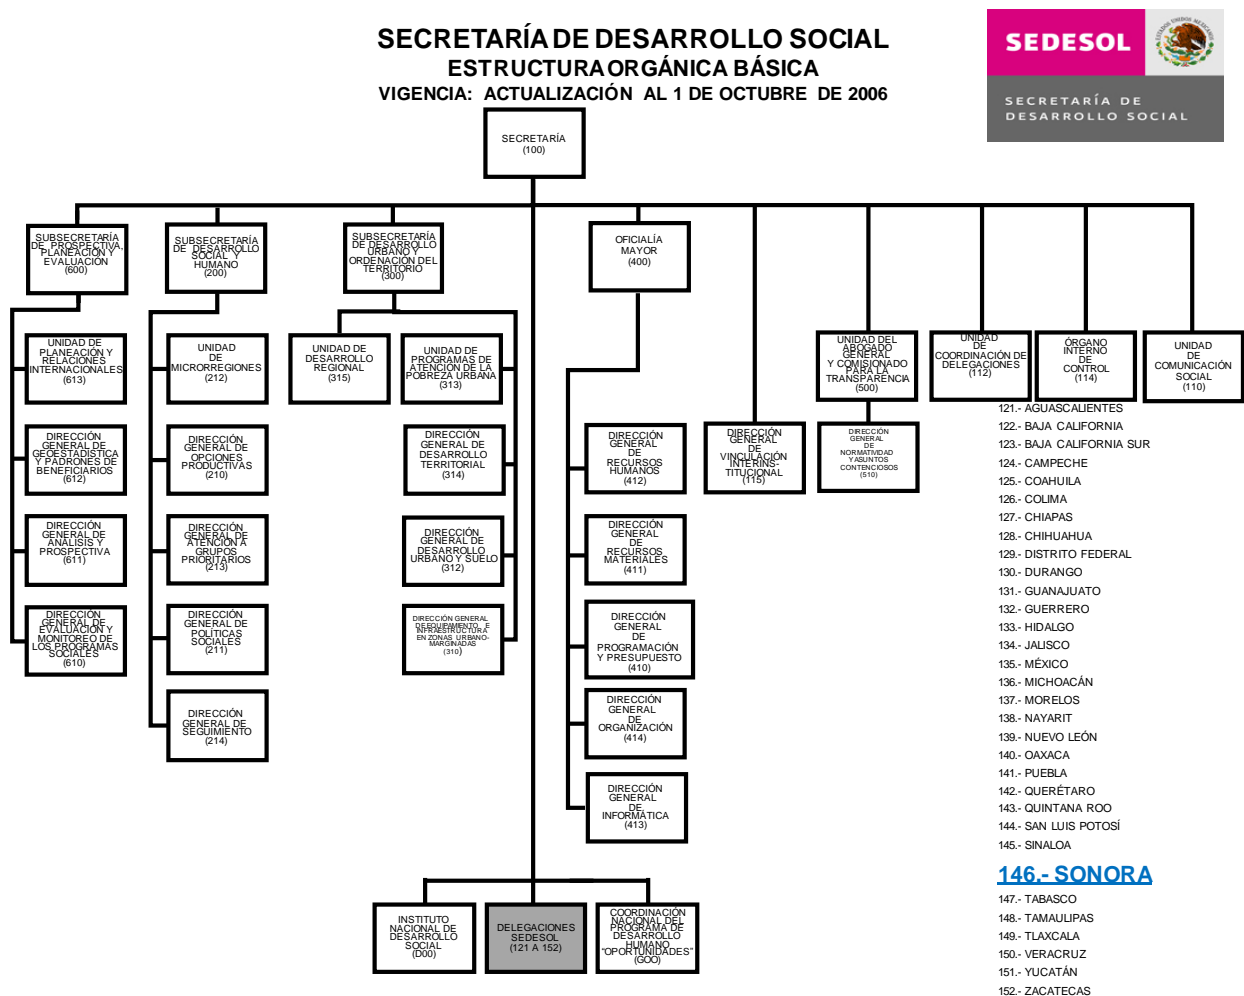 SECRETARÍA DE DESARROLLO SOCIAL
ESTRUCTURA ORGÁNICA BÁSICA
VIGENCIA: ACTUALIZACIÓN AL 1 DE OCTUBRE DE 2006
SEDESOL
ESTADOS UNIDOS MEXICANOS
SECRETARÍA DE
DESARROLLO SOCIAL
SECRETARÍA
(100)
SUBSECRETARÍA
DE PROSPECTIVA,
PLANEACIÓN Y
EVALUACIÓN
(600)
SUBSECRETARÍA
DE DESARROLLO
SOCIAL Y
HUMANO
(200)
SUBSECRETARÍA
DE DESARROLLO
URBANO Y
ORDENACIÓN DEL
TERRITORIO
(300)
OFICIALÍA
MAYOR
(400)
UNIDAD DE
PLANEACIÓN Y
RELACIONES
INTERNACIONALES
(613)
UNIDAD
DE
MICRORREGIONES
(212)
UNIDAD DE
DESARROLLO
REGIONAL
(315)
UNIDAD DE
PROGRAMAS DE
ATENCIÓN DE LA
POBREZA URBANA
(313)
UNIDAD DEL
ABOGADO
GENERAL
Y COMISIONADO
PARA LA
TRANSPARENCIA
(500)
UNIDAD
DE
COORDINACIÓN DE
DELEGACIONES
(112)
ÓRGANO
INTERNO
DE
CONTROL
(114)
UNIDAD
DE
COMUNICACIÓN
SOCIAL
(110)
DIRECCIÓN
GENERAL DE
GEOESTADÍSTICA
Y PADRONES DE
BENEFICIARIOS
(612)
DIRECCIÓN
GENERAL DE
OPCIONES
PRODUCTIVAS
(210)
DIRECCIÓN
GENERAL DE
DESARROLLO
TERRITORIAL
(314)
DIRECCIÓN
GENERAL
DE
RECURSOS
HUMANOS
(412)
DIRECCIÓN
GENERAL
DE
VINCULACIÓN
INTERINS-
TITUCIONAL
(115)
DIRECCIÓN
GENERAL
DE
NORMATIVIDAD
Y ASUNTOS
CONTENCIOSOS
(510)
DIRECCIÓN
GENERAL DE
ANÁLISIS Y
PROSPECTIVA
(611)
DIRECCIÓN
GENERAL DE
ATENCIÓN A
GRUPOS
PRIORITARIOS
(213)
DIRECCIÓN
GENERAL DE
DESARROLLO
URBANO Y SUELO
(312)
DIRECCIÓN
GENERAL
DE
RECURSOS
MATERIALES
(411)
DIRECCIÓN
GENERAL DE
EVALUACIÓN Y
MONITOREO DE
LOS PROGRAMAS
SOCIALES
(610)
DIRECCIÓN
GENERAL DE
POLÍTICAS
SOCIALES
(211)
DIRECCIÓN GENERAL
DE EQUIPAMIENTO E
INFRAESTRUCTURA
EN ZONAS URBANO-
MARGINADAS
(310)
DIRECCIÓN
GENERAL
DE
PROGRAMACIÓN
Y PRESUPUESTO
(410)
DIRECCIÓN
GENERAL DE
SEGUIMIENTO
(214)
DIRECCIÓN
GENERAL
DE
ORGANIZACIÓN
(414)
DIRECCIÓN
GENERAL
DE
INFORMÁTICA
(413)
INSTITUTO
NACIONAL DE
DESARROLLO
SOCIAL
(D00)
DELEGACIONES
SEDESOL
(121 A 152)
COORDINACIÓN
NACIONAL DEL
PROGRAMA DE
DESARROLLO
HUMANO
"OPORTUNIDADES"
(GOO)
121.- AGUASCALIENTES
122.- BAJA CALIFORNIA
123.- BAJA CALIFORNIA SUR
124.- CAMPECHE
125.- COAHUILA
126.- COLIMA
127.- CHIAPAS
128.- CHIHUAHUA
129.- DISTRITO FEDERAL
130.- DURANGO
131.- GUANAJUATO
132.- GUERRERO
133.- HIDALGO
134.- JALISCO
135.- MÉXICO
136.- MICHOACÁN
137.- MORELOS
138.- NAYARIT
139.- NUEVO LEÓN
140.- OAXACA
141.- PUEBLA
142.- QUERÉTARO
143.- QUINTANA ROO
144.- SAN LUIS POTOSÍ
145.- SINALOA
146.- SONORA
147.- TABASCO
148.- TAMAULIPAS
149.- TLAXCALA
150.- VERACRUZ
151.- YUCATÁN
152.- ZACATECAS